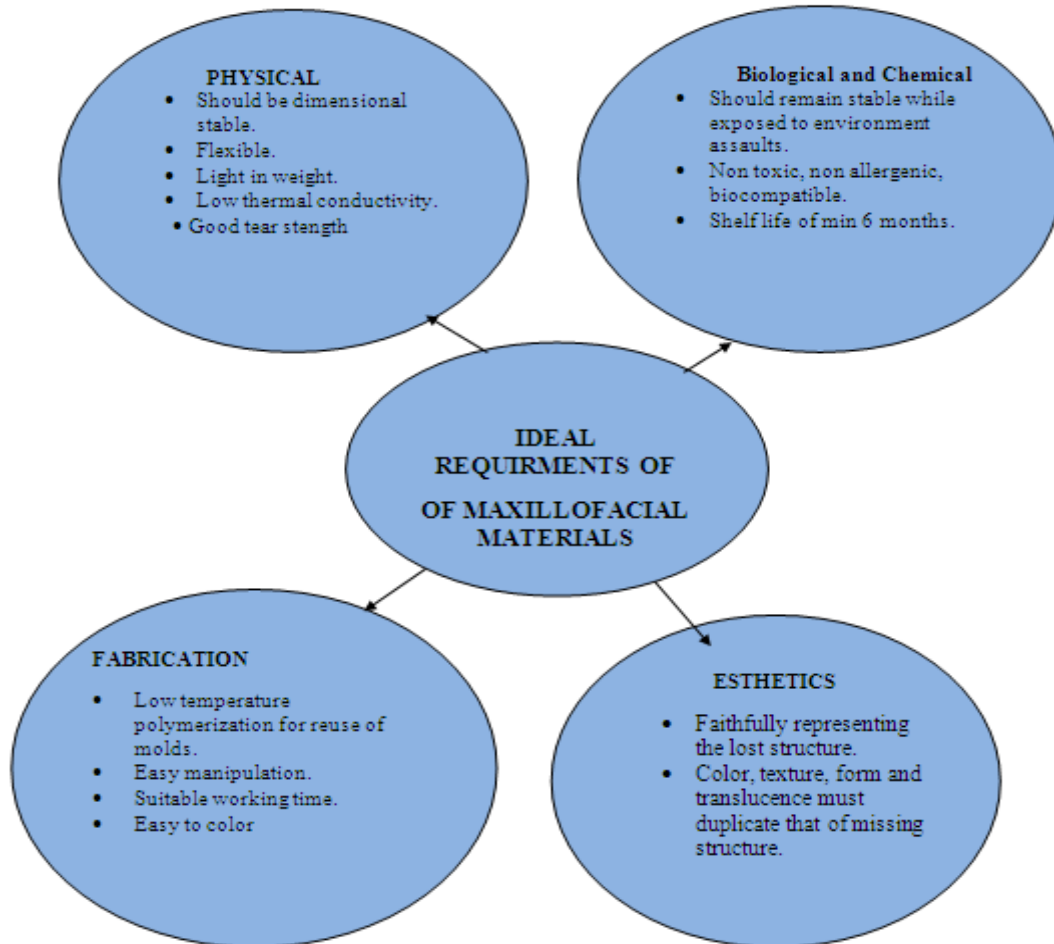 PHYSICAL
• Should be dimensional
stable.
• Flexible.
• Light in weight.
• Low thermal conductivity.
• Good tear stength
Biological and Chemical
• Should remain stable while
exposed to environment
assaults.
• Non toxic, non allergenic,
biocompatible.
• Shelf life of min 6 months.
IDEAL
REQUIRMENTS OF
OF MAXILLOFACIAL
MATERIALS
FABRICATION
• Low temperature
polymerization for reuse of
molds.
• Easy manipulation.
• Suitable working time.
• Easy to color
ESTHETICS
• Faithfully representing
the lost structure.
• Color, texture, form and
translucence must
duplicate that of missing
structure.